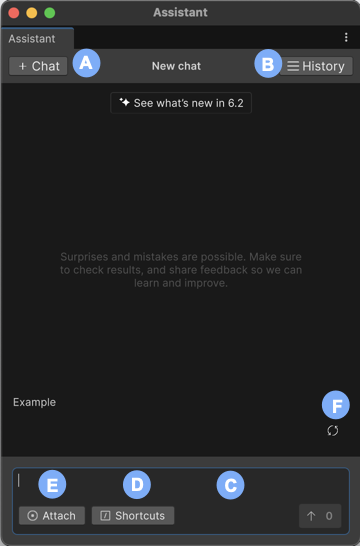 Assistant
Assistant
+ Chat
A
New chat
B
History
See what's new in 6.2
Surprises and mistakes are possible. Make sure
to check results, and share feedback so we can
learn and improve.
Example
F
E
D
C
Attach
Shortcuts
0